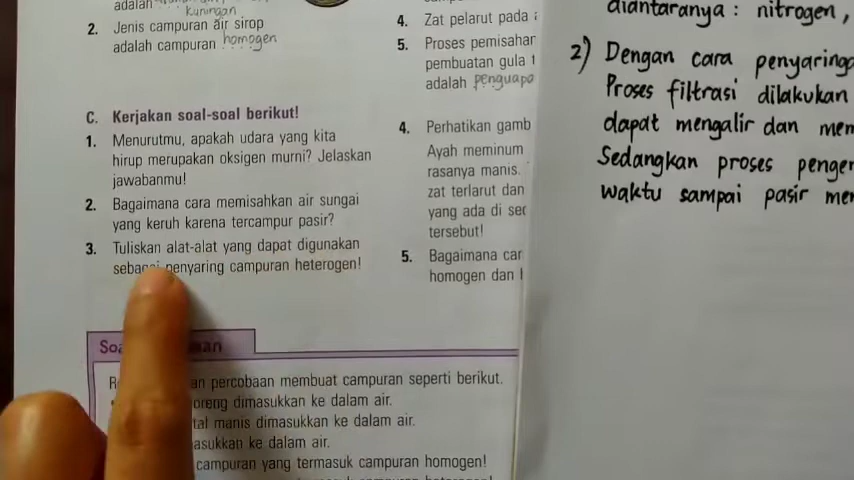 adalah kuningan
2. Jenis campuran air sirop
adalah campuran homogen
C. Kerjakan soal-soal berikut!
1. Menurutmu, apakah udara yang kita
hirup merupakan oksigen murni? Jelaskan
jawabanmu!
2. Bagaimana cara memisahkan air sungai
yang keruh karena tercampur pasir?
3. Tuliskan alat-alat yang dapat digunakan
sebagai penyaring campuran heterogen!
4. Zat pelarut pada
5. Proses pemisahan
pembuatan gula
adalah penguapa
4. Perhatikan gamb
Ayah meminum
rasanya manis.
zat terlarut dan
yang ada di sec
tersebut!
5. Bagaimana car
homogen dan
an percobaan membuat campuran seperti berikut.
oreng dimasukkan ke dalam air.
tal manis dimasukkan ke dalam air.
asukkan ke dalam air.
campuran yang termasuk campuran homogen!
diantaranya : nitrogen,
2) Dengan cara penyaringa
Proses filtrasi dilakukan
dapat mengalir dan mem
Sedangkan proses penger
waktu sampai pasir me